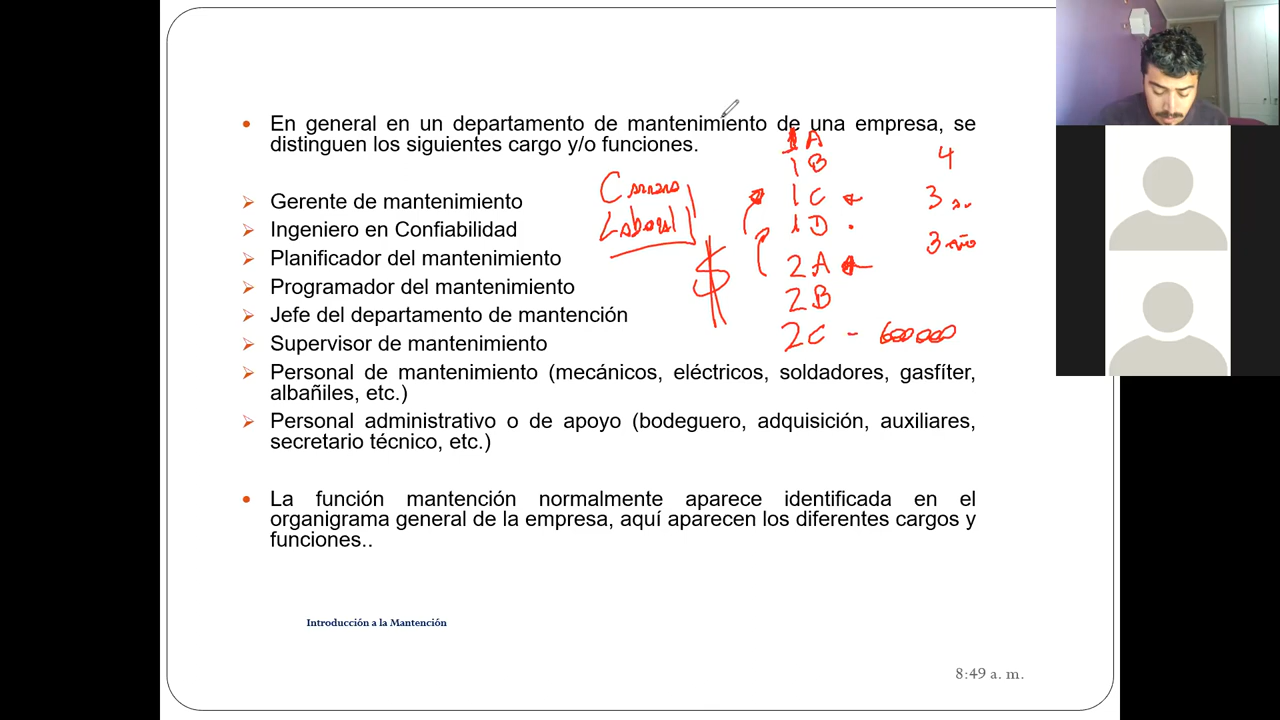 En general en un departamento de mantenimiento de una empresa, se
distinguen los siguientes cargo y/o funciones.
Gerente de mantenimiento
Ingeniero en Confiabilidad
Planificador del mantenimiento
Programador del mantenimiento
Jefe del departamento de mantención
Supervisor de mantenimiento
Personal de mantenimiento (mecánicos, eléctricos, soldadores, gasfíter,
albañiles, etc.)
Personal administrativo o de apoyo (bodeguero, adquisición, auxiliares,
secretario técnico, etc.)
Carrera
Laboral
$
1A
1B
1C
1D
2A
2B
2C - 600000
4
3
3 año
La función mantención normalmente aparece identificada en el
organigrama general de la empresa, aquí aparecen los diferentes cargos y
funciones..
Introducción a la Mantención
8:49 a. m.